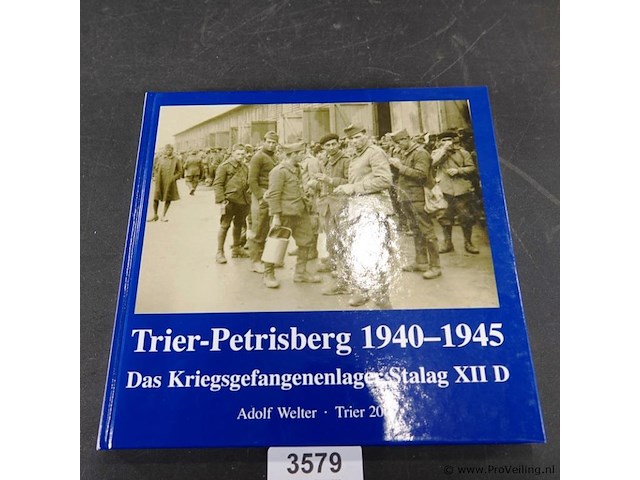 Trier-Petrisberg 1940–1945
Das Kriegsgefangenenlager Stalag XII D
Adolf Welter · Trier
3579
© www.ProVeiling.nl